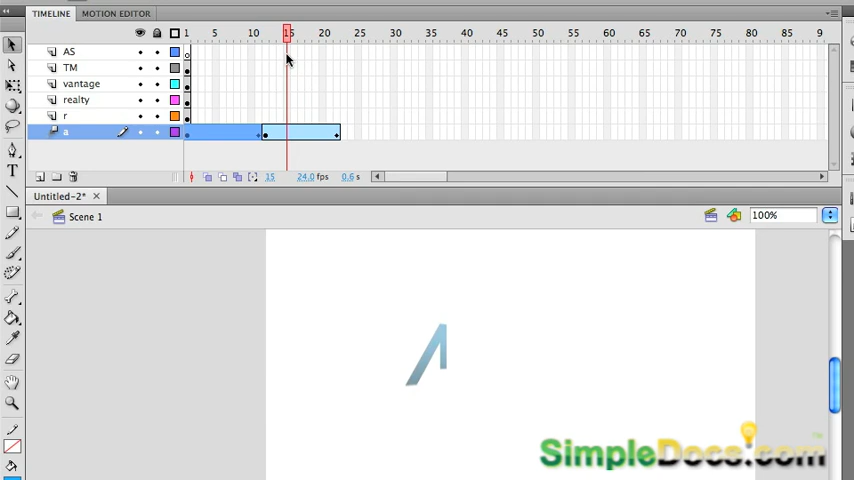 TIMELINE MOTION EDITOR
1 5 10 15 20 25 30 35 40 45 50 55 60 65 70 75 80 85 9
AS
TM
vantage
realty
r
a
15 24.0 fps 0.6 s
Untitled-2* ×
Scene 1 100%
A
SimpleDocs.com
T